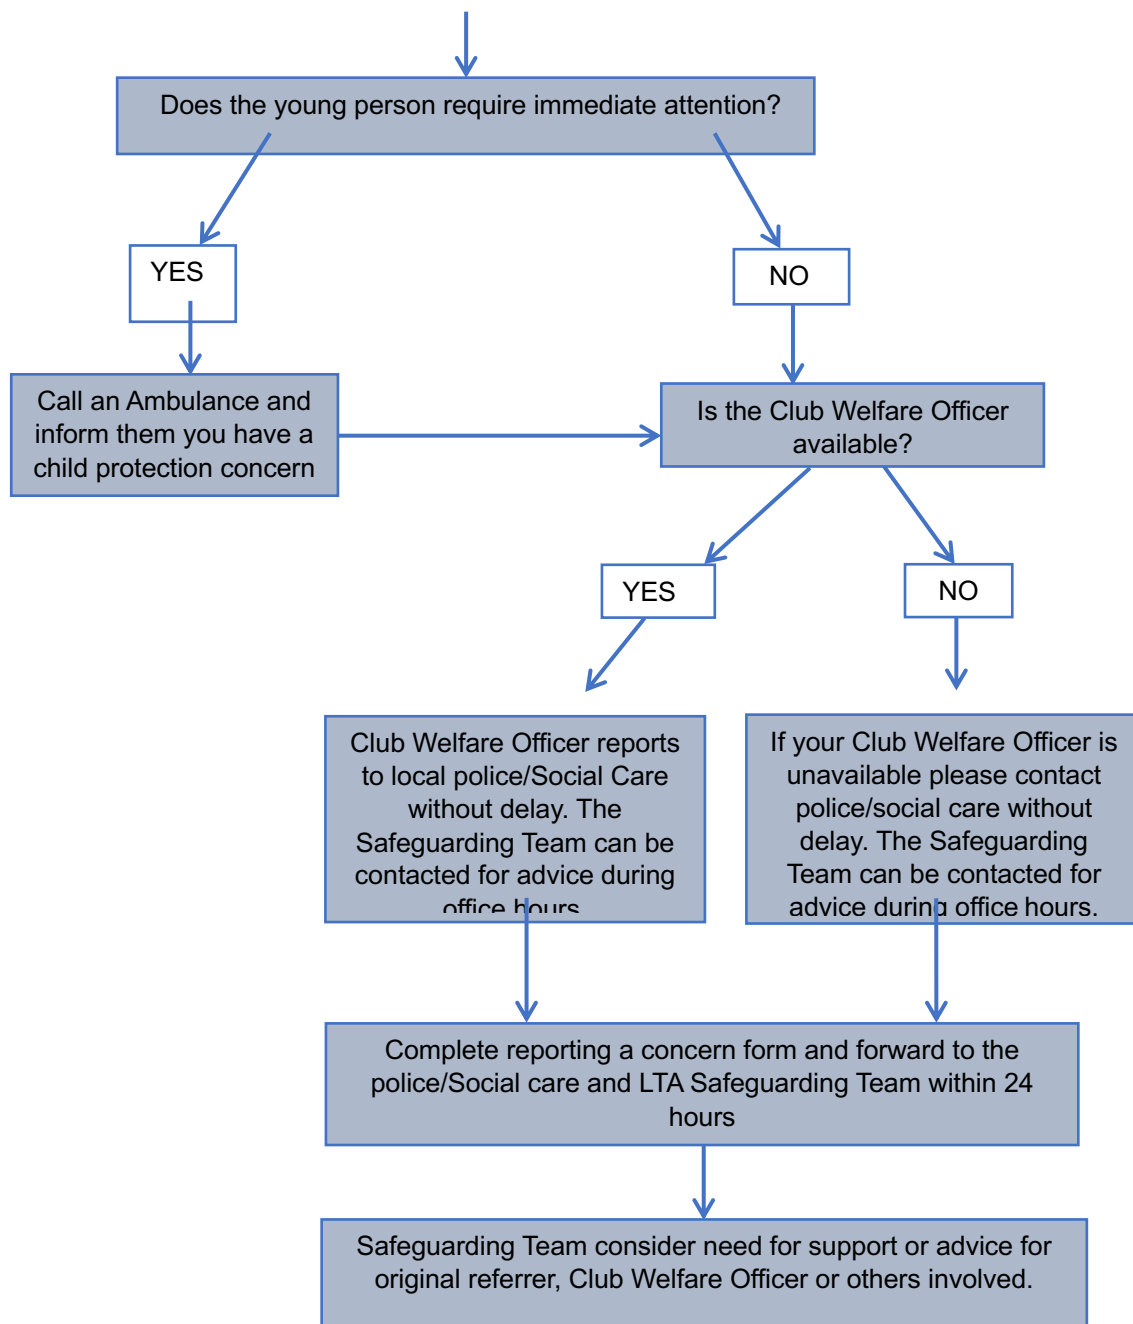 Does the young person require immediate attention?
YES
NO
Call an Ambulance and
inform them you have a
child protection concern
Is the Club Welfare Officer
available?
YES
NO
Club Welfare Officer reports
to local police/Social Care
without delay. The
Safeguarding Team can be
contacted for advice during
office hours
If your Club Welfare Officer is
unavailable please contact
police/social care without
delay. The Safeguarding
Team can be contacted for
advice during office hours.
Complete reporting a concern form and forward to the
police/Social care and LTA Safeguarding Team within 24
hours
Safeguarding Team consider need for support or advice for
original referrer, Club Welfare Officer or others involved.